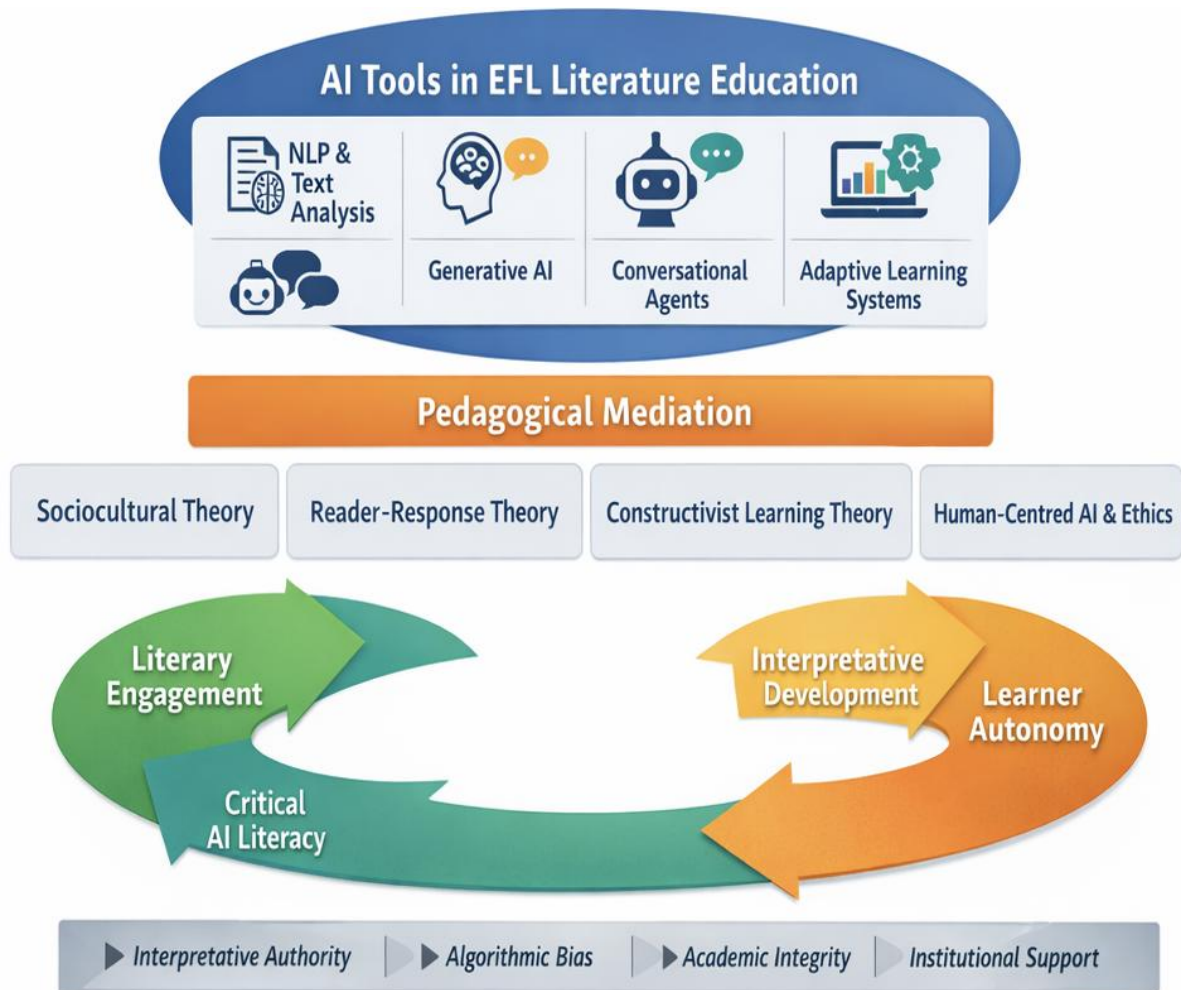 AI Tools in EFL Literature Education
NLP &
Text
Analysis
Generative AI
Conversational
Agents
Adaptive Learning
Systems
Pedagogical Mediation
Sociocultural Theory
Reader-Response Theory
Constructivist Learning Theory
Human-Centred AI & Ethics
Literary
Engagement
Interpretative
Development
Learner
Autonomy
Critical
AI Literacy
Interpretative Authority
Algorithmic Bias
Academic Integrity
Institutional Support